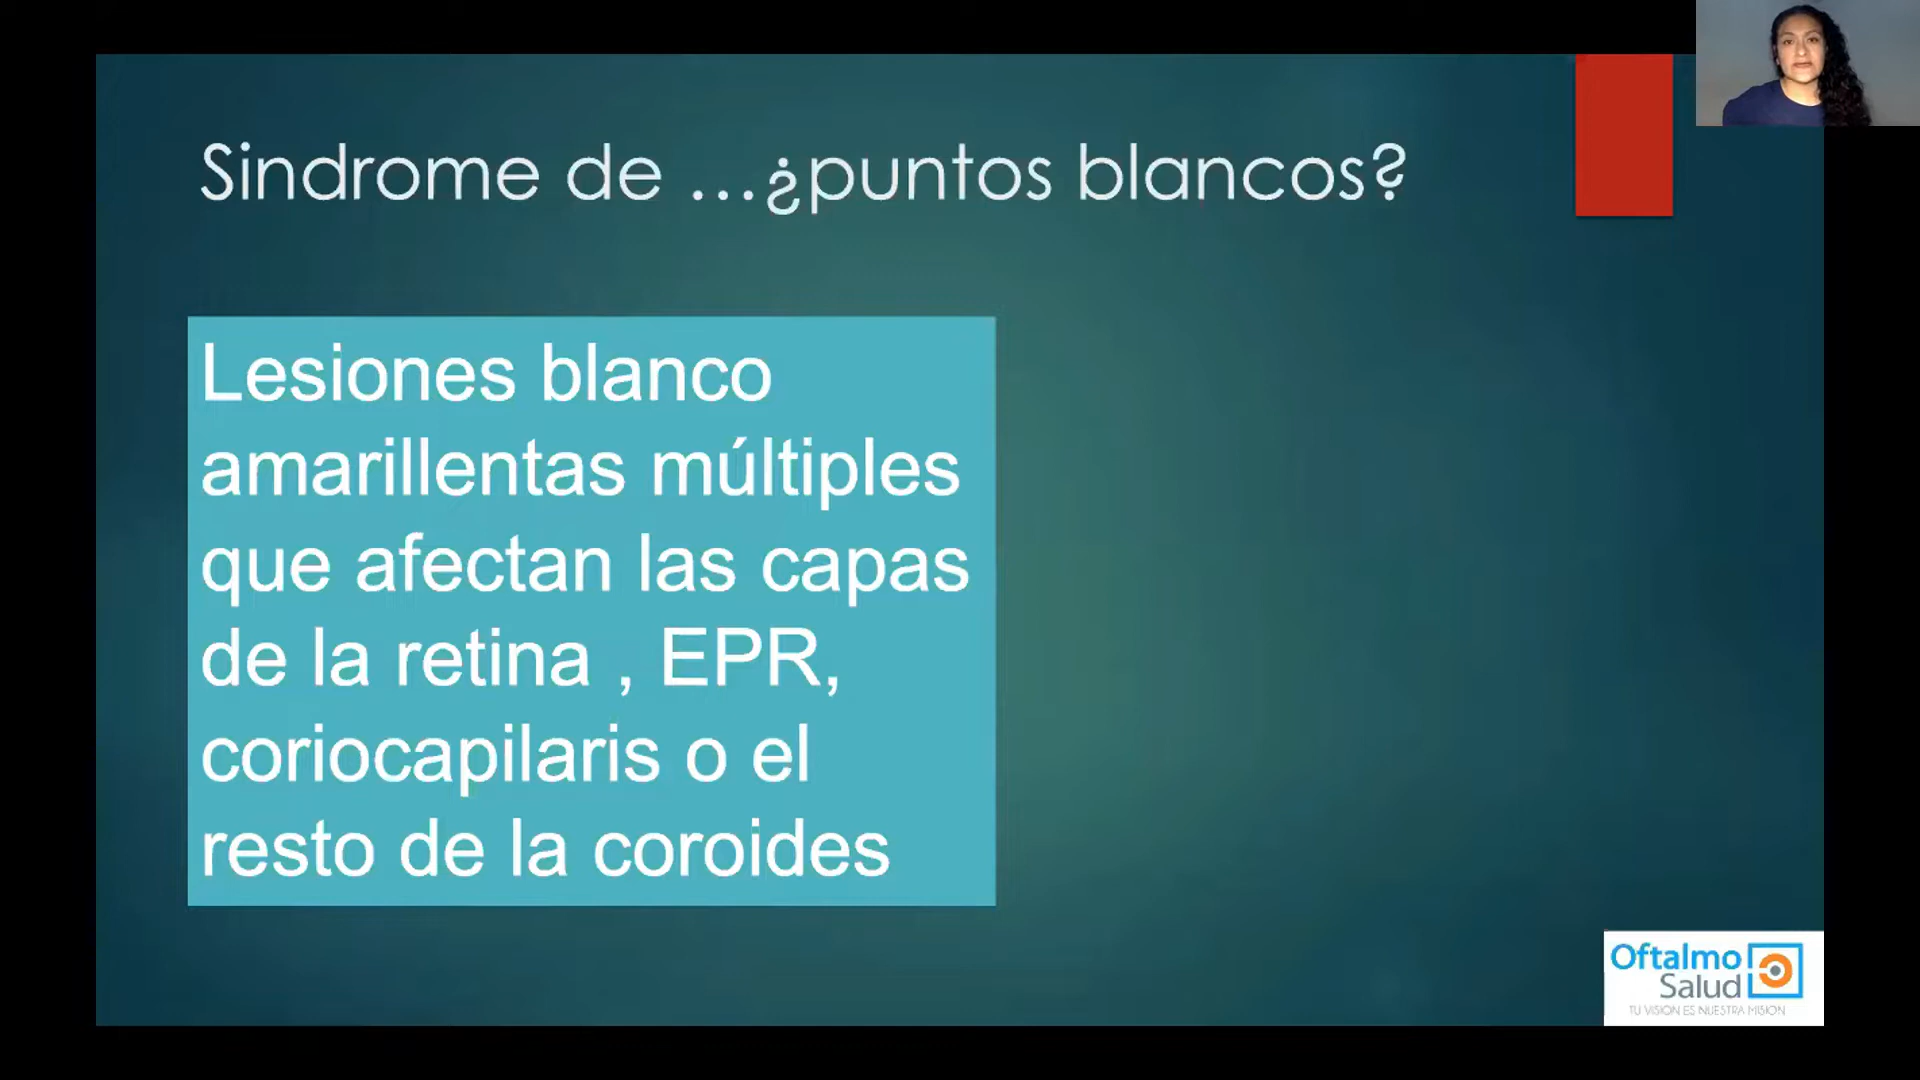 Sindrome de ...¿puntos blancos?
Lesiones blanco
amarillentas múltiples
que afectan las capas
de la retina , EPR,
coriocapilaris o el
resto de la coroides
Oftalmo
Salud
TU VISION ES NUESTRA MISION